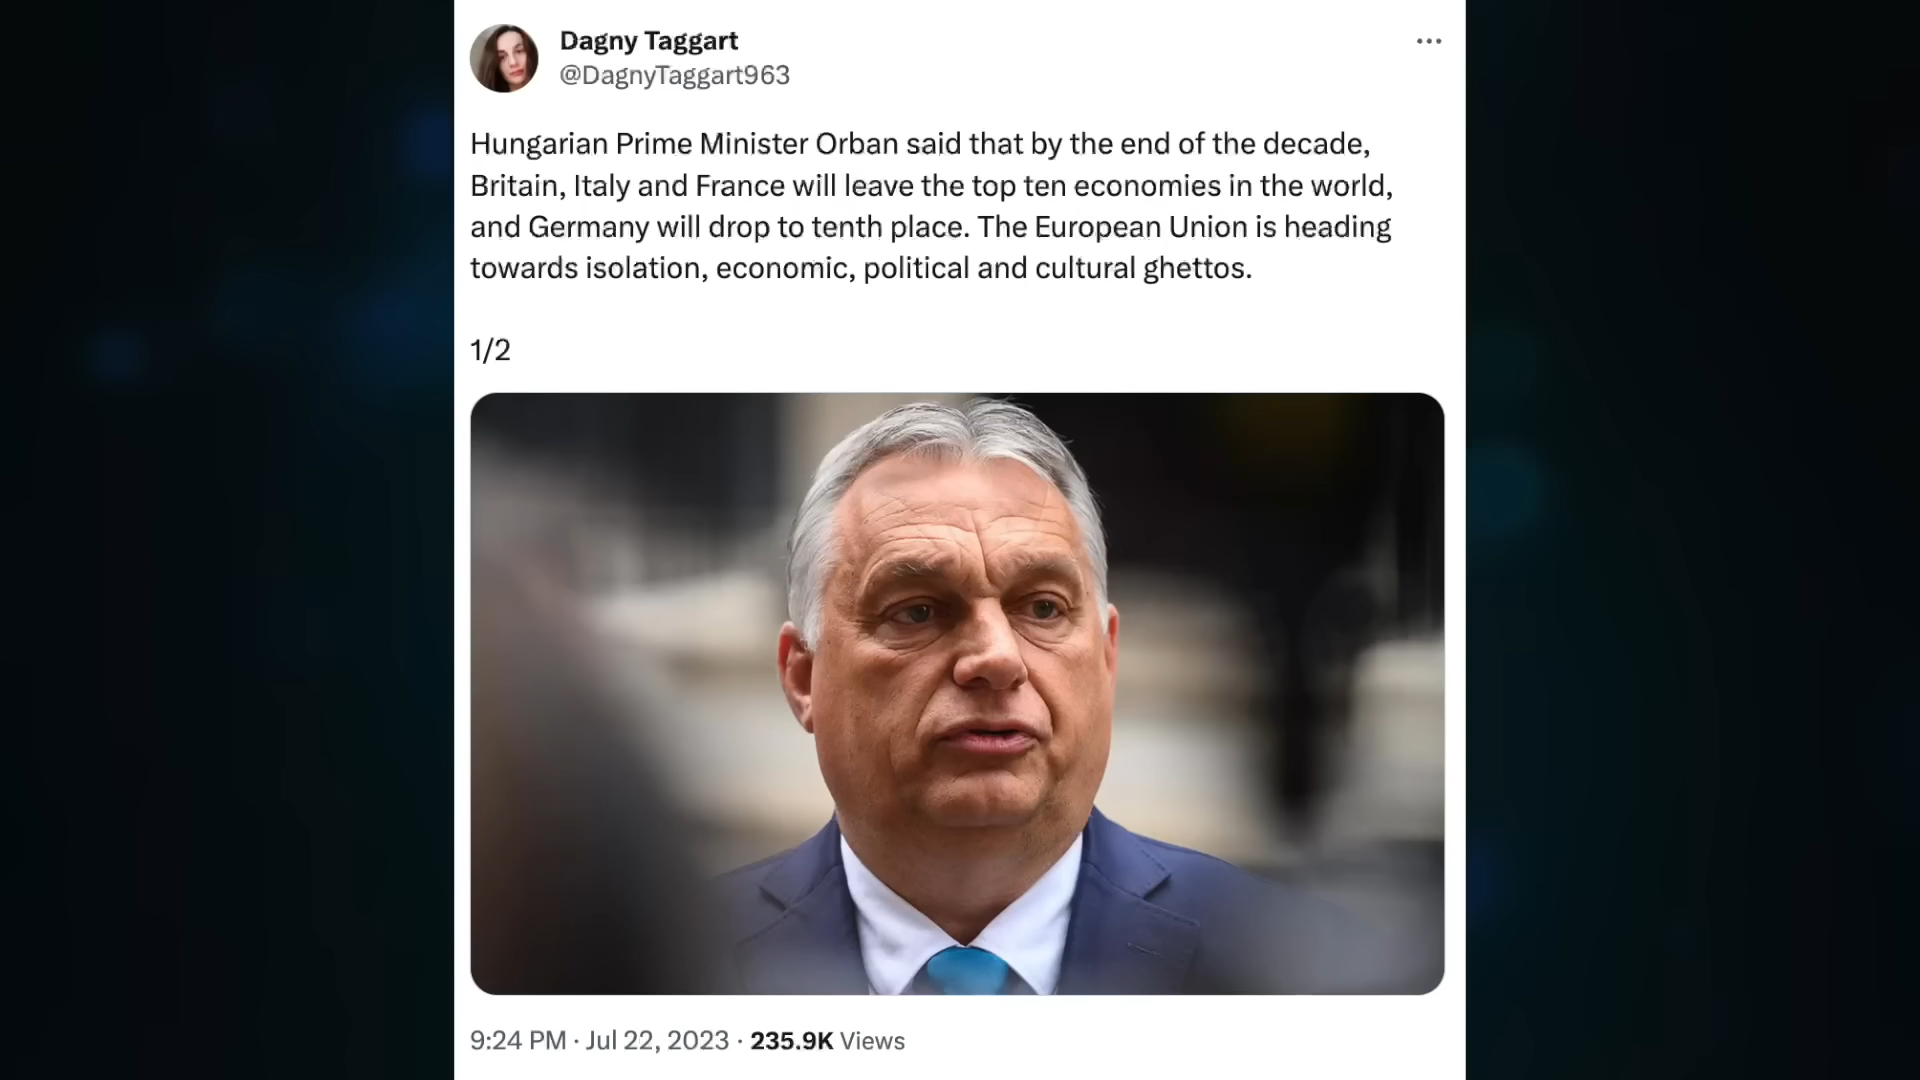 Dagny Taggart
@DagnyTaggart963
Hungarian Prime Minister Orban said that by the end of the decade,
Britain, Italy and France will leave the top ten economies in the world,
and Germany will drop to tenth place. The European Union is heading
towards isolation, economic, political and cultural ghettos.
1/2
9:24 PM · Jul 22, 2023 · 235.9K Views